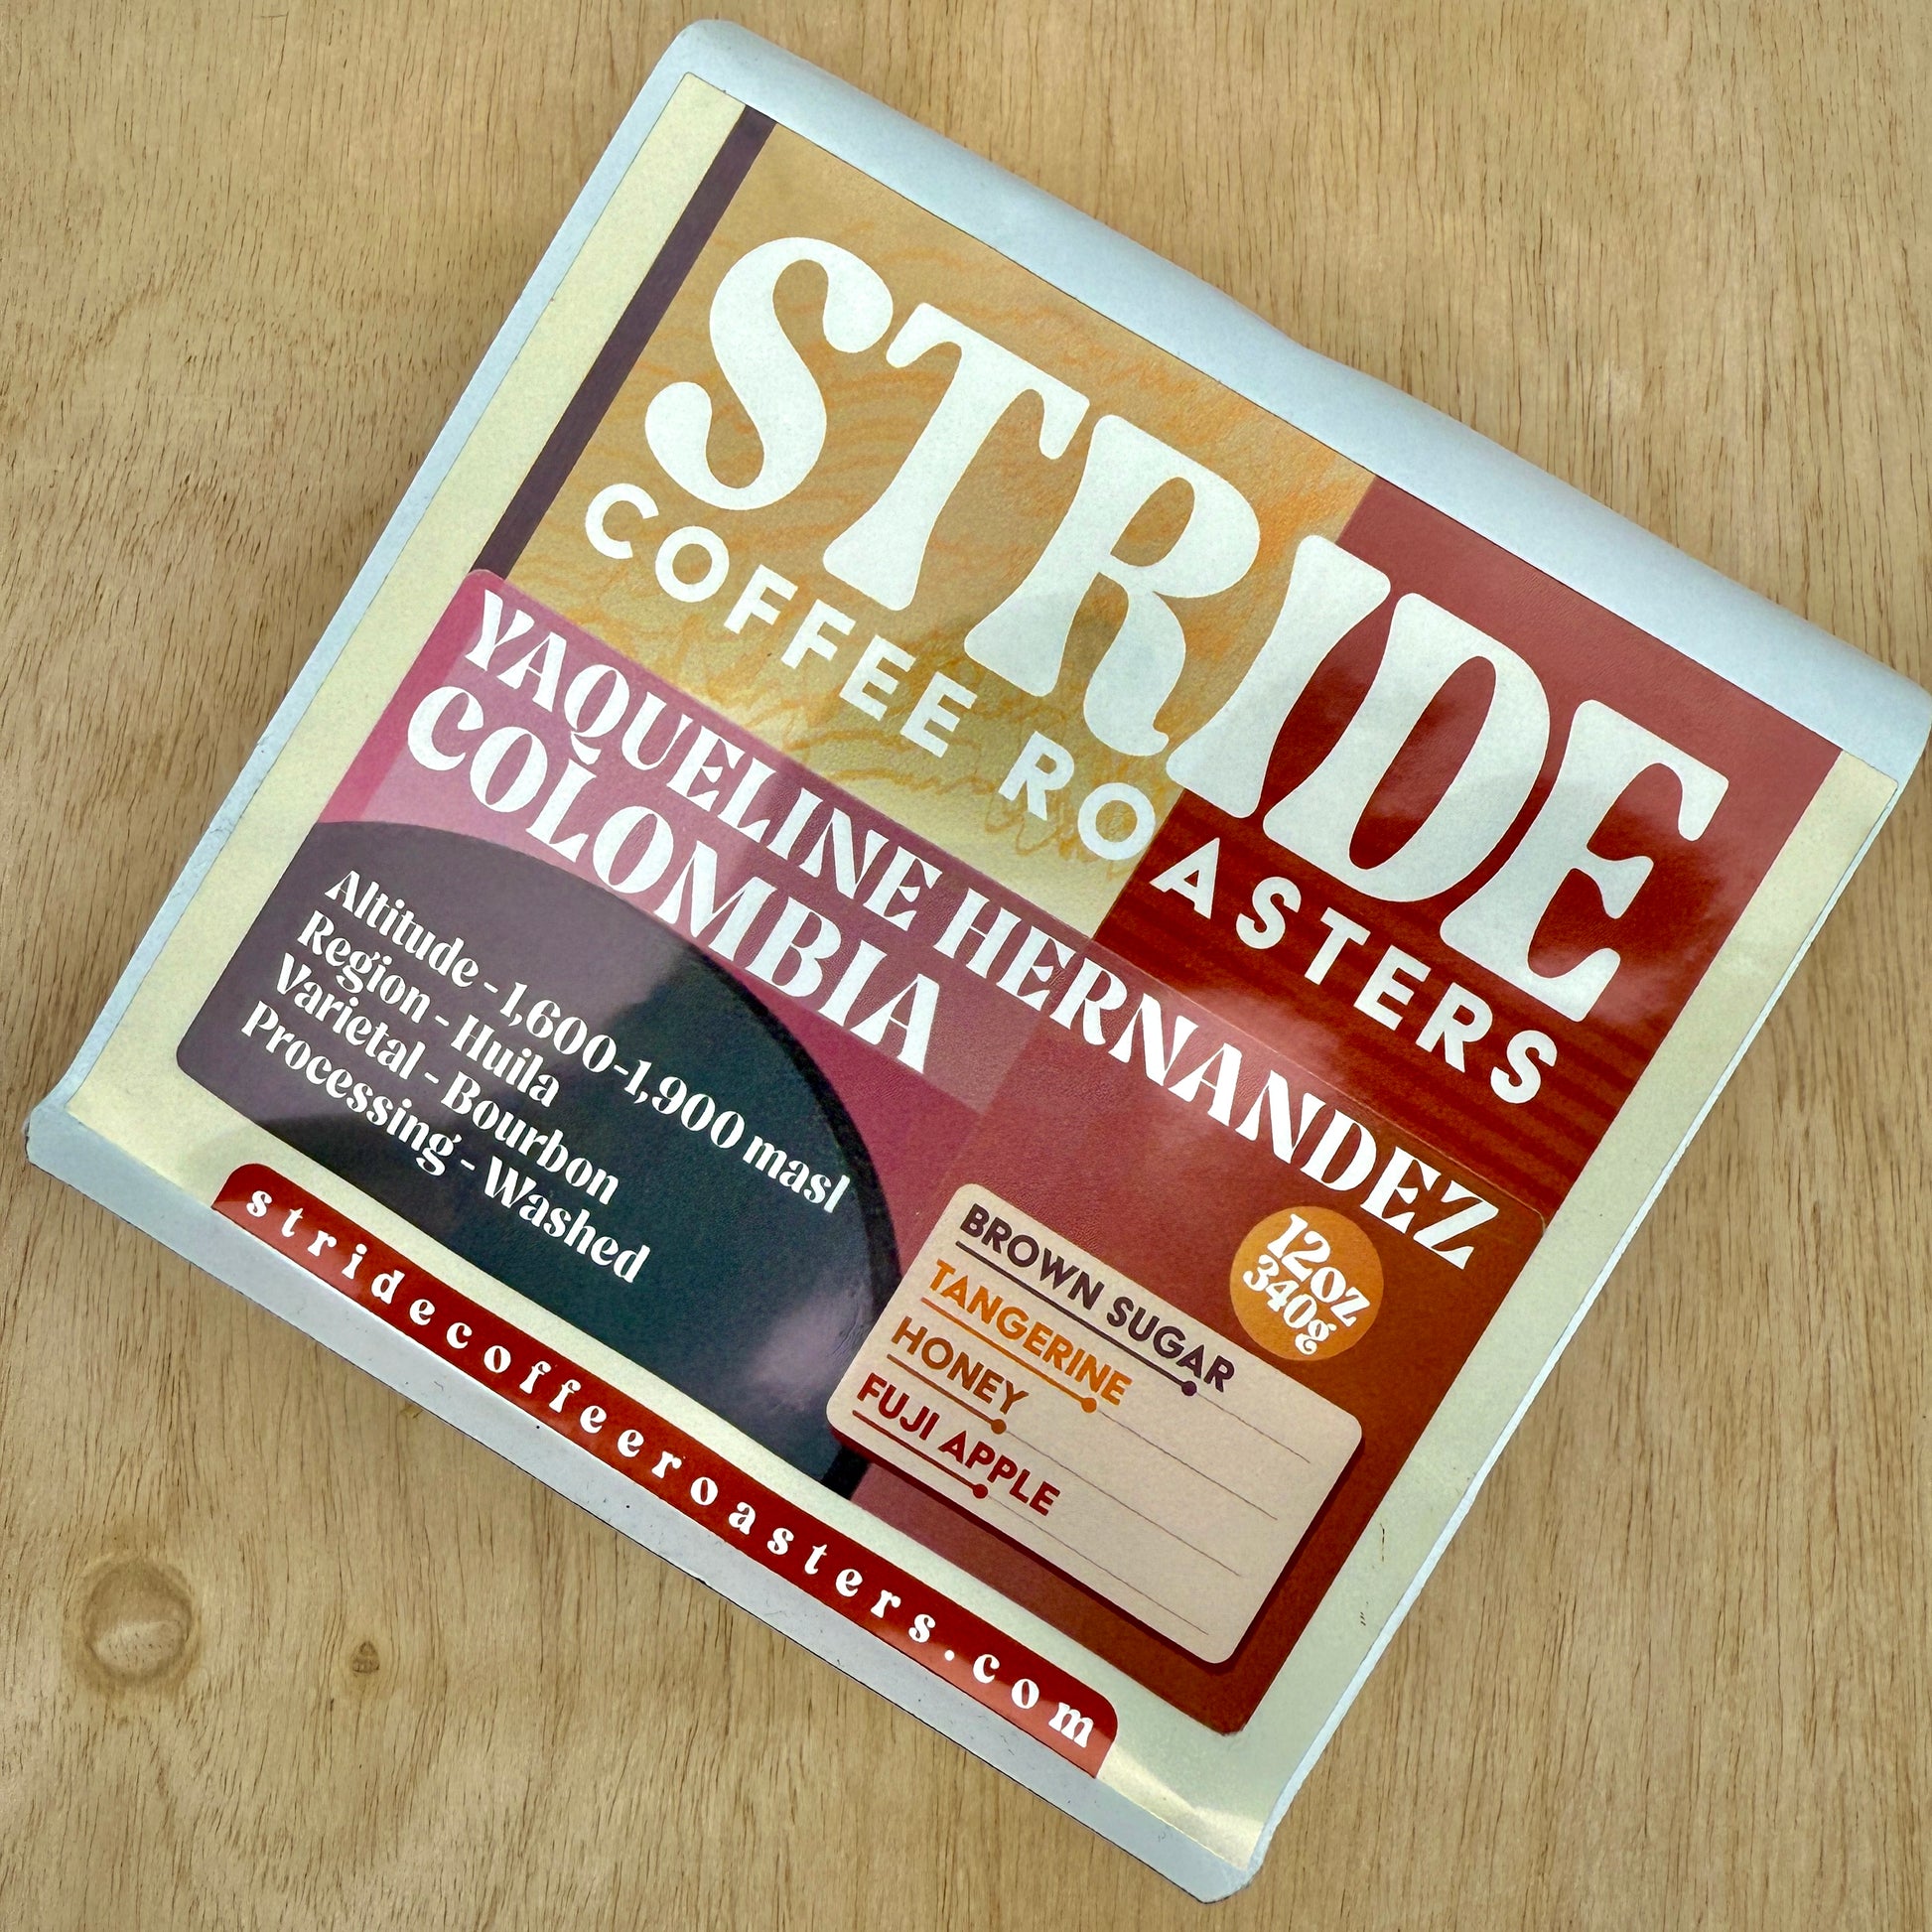 STRIDE
COFFEE ROASTERS
YAQUELINE HERNANDEZ
COLOMBIA
Altitude - 1,600-1,900 masl
Region - Huila
Varietal - Bourbon
Processing - Washed
12oz
340g
BROWN SUGAR
TANGERINE
HONEY
FUJI APPLE
stridecoffeeroasters.com